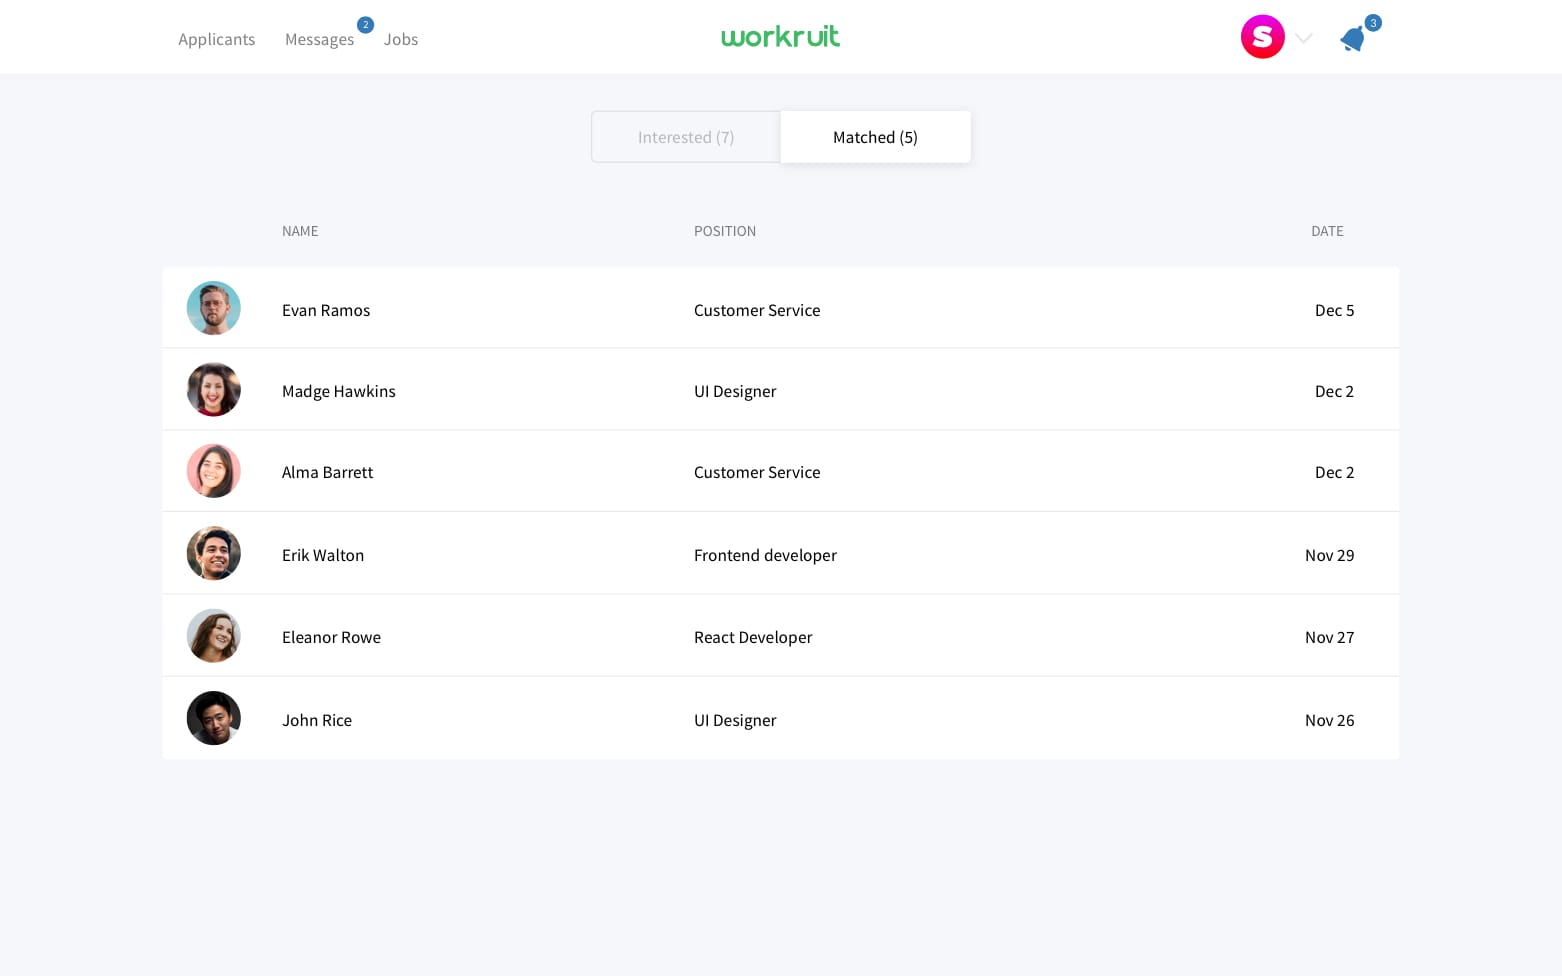 Applicants Messages 2 Jobs workruit S 3
Interested (7) Matched (5)
NAME POSITION DATE
Evan Ramos Customer Service Dec 5
Madge Hawkins UI Designer Dec 2
Alma Barrett Customer Service Dec 2
Erik Walton Frontend developer Nov 29
Eleanor Rowe React Developer Nov 27
John Rice UI Designer Nov 26